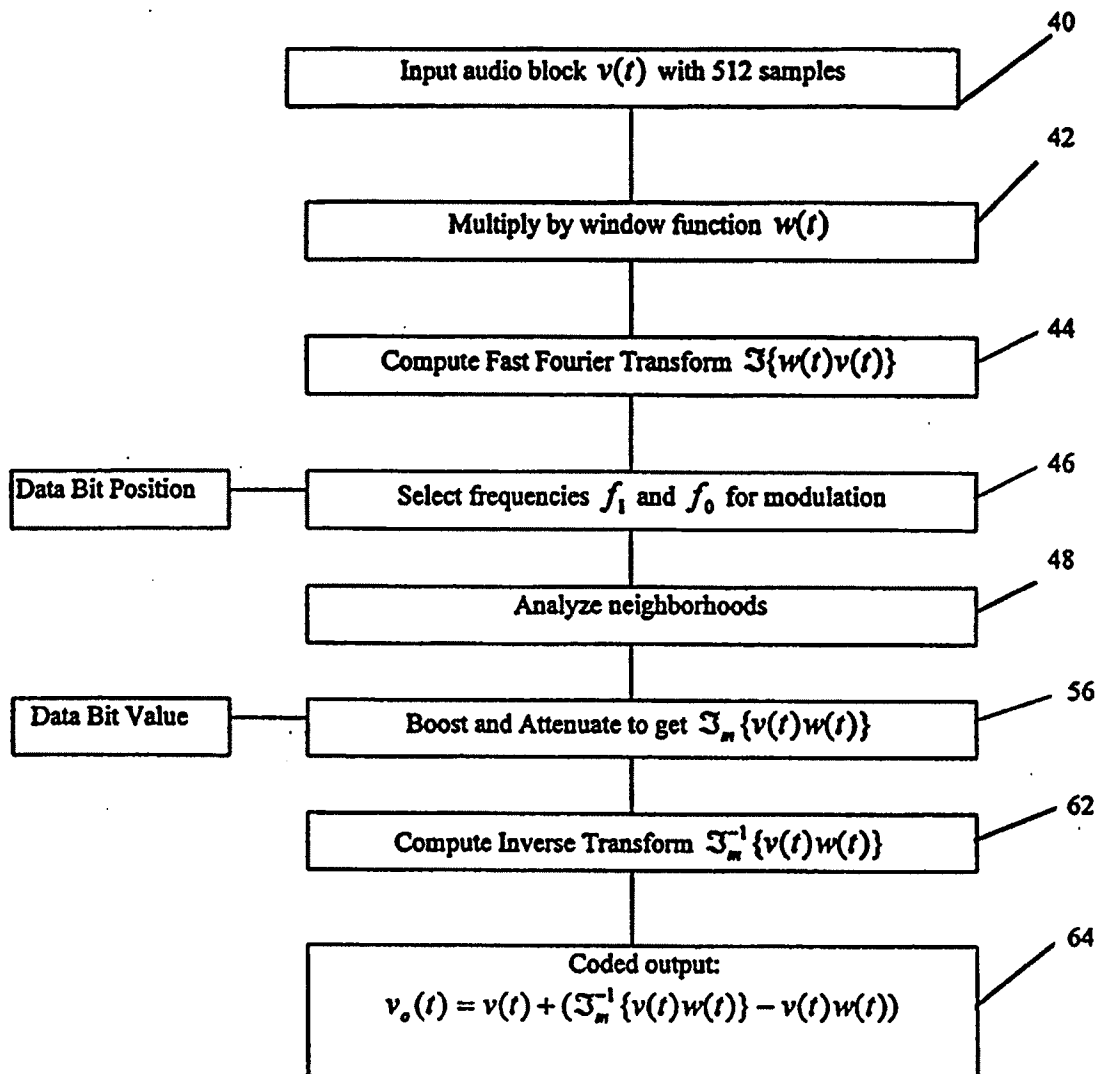 40
Input audio block v(t) with 512 samples
42
Multiply by window function w(t)
44
Compute Fast Fourier Transform ℑ{w(t)v(t)}
46
Data Bit Position
Select frequencies f₁ and f₀ for modulation
48
Analyze neighborhoods
56
Data Bit Value
Boost and Attenuate to get ℑₘ{v(t)w(t)}
62
Compute Inverse Transform ℑₘ⁻¹{v(t)w(t)}
64
Coded output:
vₒ(t) = v(t) + (ℑₘ⁻¹{v(t)w(t)} − v(t)w(t))